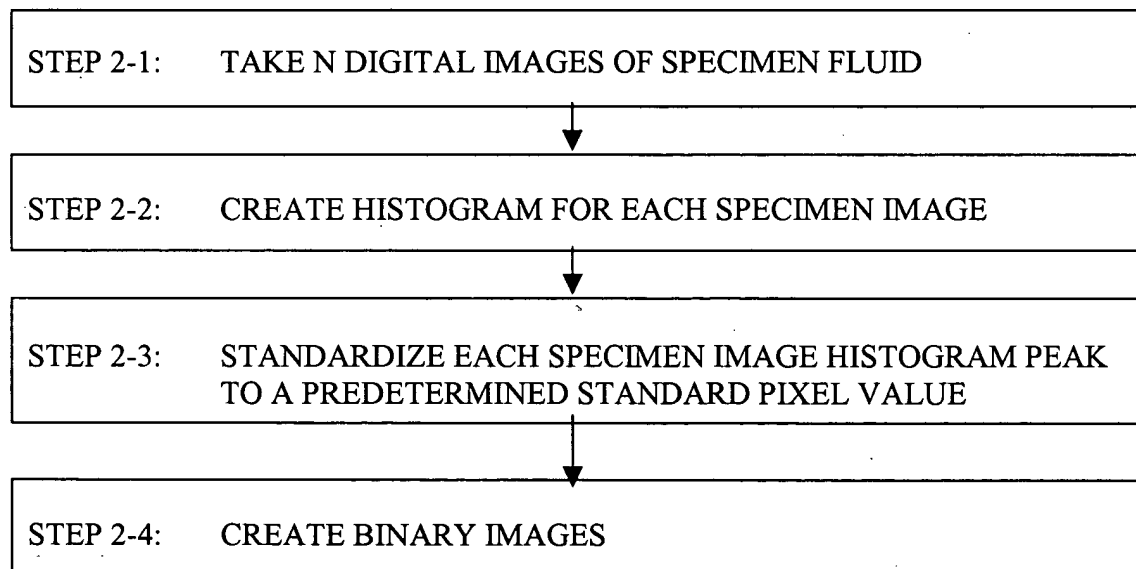 STEP 2-1: TAKE N DIGITAL IMAGES OF SPECIMEN FLUID
STEP 2-2: CREATE HISTOGRAM FOR EACH SPECIMEN IMAGE
STEP 2-3: STANDARDIZE EACH SPECIMEN IMAGE HISTOGRAM PEAK
TO A PREDETERMINED STANDARD PIXEL VALUE
STEP 2-4: CREATE BINARY IMAGES